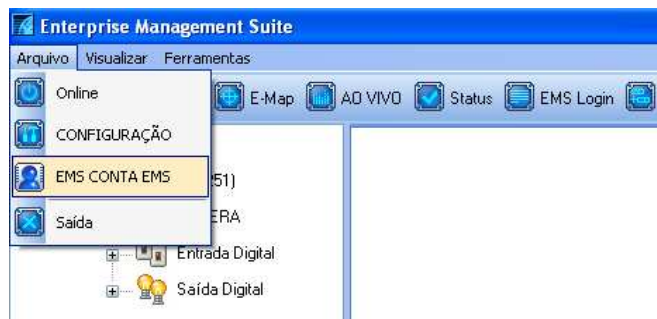 Enterprise Management Suite
Arquivo Visualizar Ferramentas
Online E-Map AO VIVO Status EMS Login
CONFIGURAÇÃO
EMS CONTA EMS 251)
Saída ERA
Entrada Digital
Saída Digital